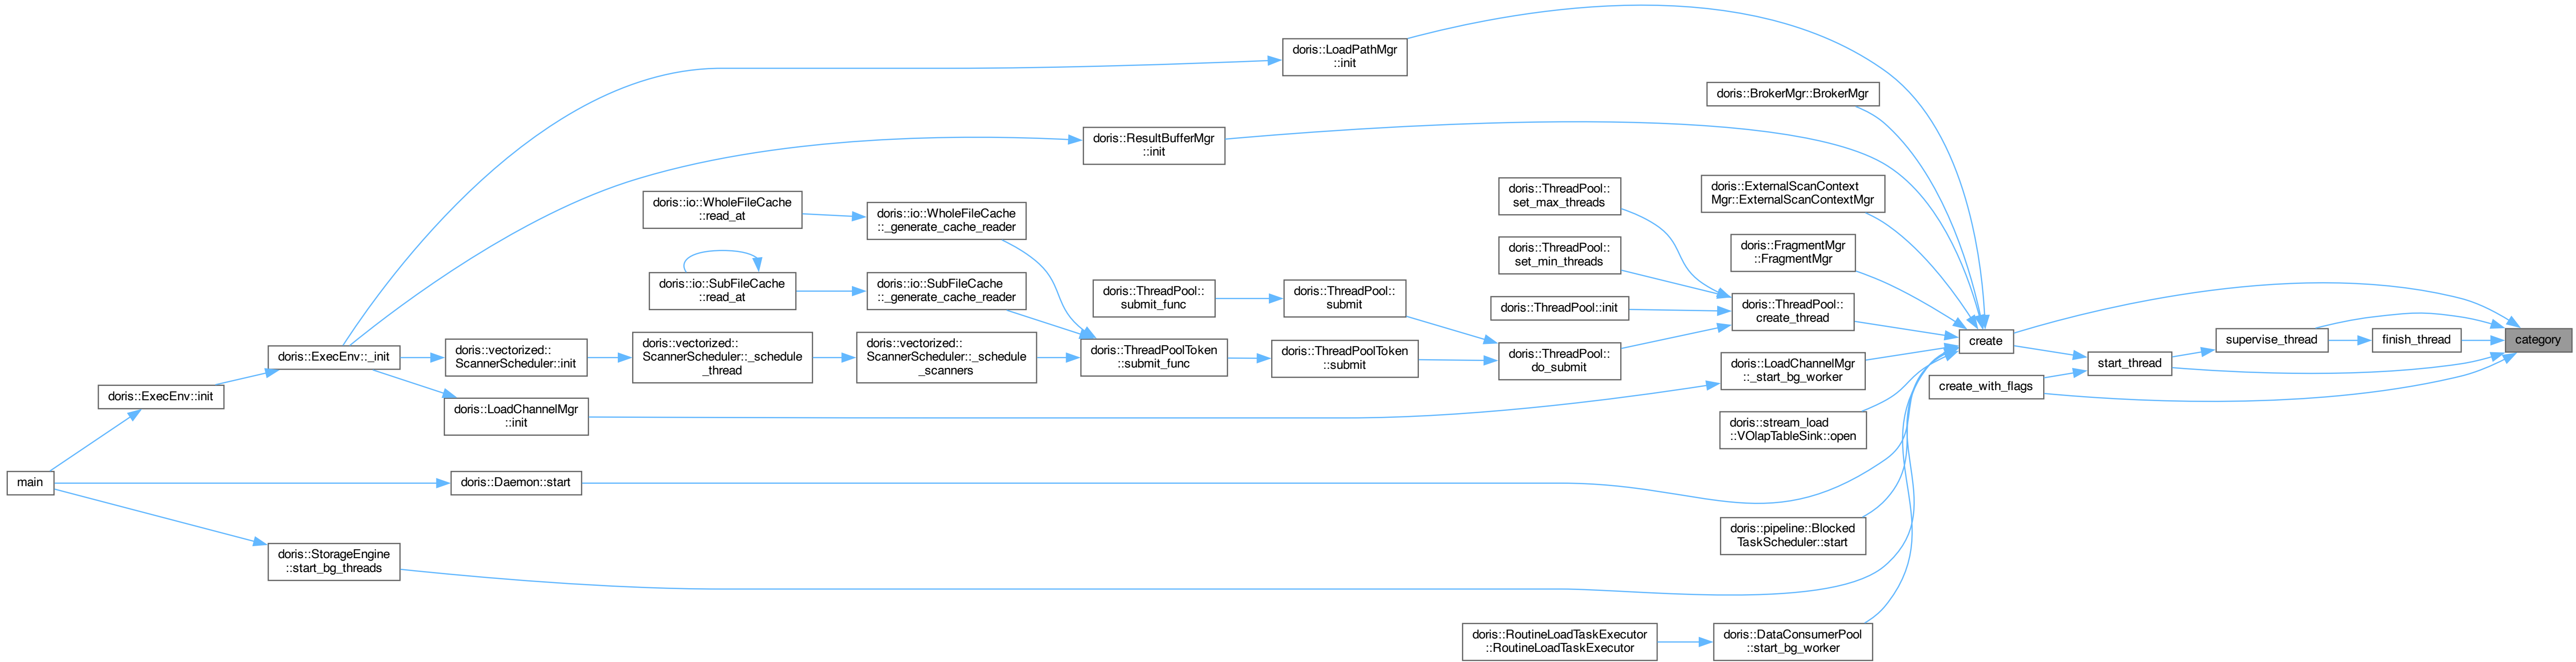 doris::LoadPathMgr
::init
doris::BrokerMgr::BrokerMgr
doris::ResultBufferMgr
::init
doris::ThreadPool::
set_max_threads
doris::ExternalScanContext
Mgr::ExternalScanContextMgr
doris::io::WholeFileCache
::read_at
doris::io::WholeFileCache
::_generate_cache_reader
doris::ThreadPool::
set_min_threads
doris::FragmentMgr
::FragmentMgr
doris::io::SubFileCache
::read_at
doris::io::SubFileCache
::_generate_cache_reader
doris::ThreadPool::
submit_func
doris::ThreadPool::
submit
doris::ThreadPool::init
doris::ThreadPool::
create_thread
doris::ExecEnv::_init
doris::vectorized::
ScannerScheduler::init
doris::vectorized::
ScannerScheduler::_schedule
_thread
doris::vectorized::
ScannerScheduler::_schedule
_scanners
doris::ThreadPoolToken
::submit_func
doris::ThreadPoolToken
::submit
doris::ThreadPool::
do_submit
create
supervise_thread
finish_thread
category
doris::LoadChannelMgr
::_start_bg_worker
start_thread
create_with_flags
doris::ExecEnv::init
doris::LoadChannelMgr
::init
doris::stream_load
::VOlapTableSink::open
main
doris::Daemon::start
doris::pipeline::Blocked
TaskScheduler::start
doris::StorageEngine
::start_bg_threads
doris::RoutineLoadTaskExecutor
::RoutineLoadTaskExecutor
doris::DataConsumerPool
::start_bg_worker